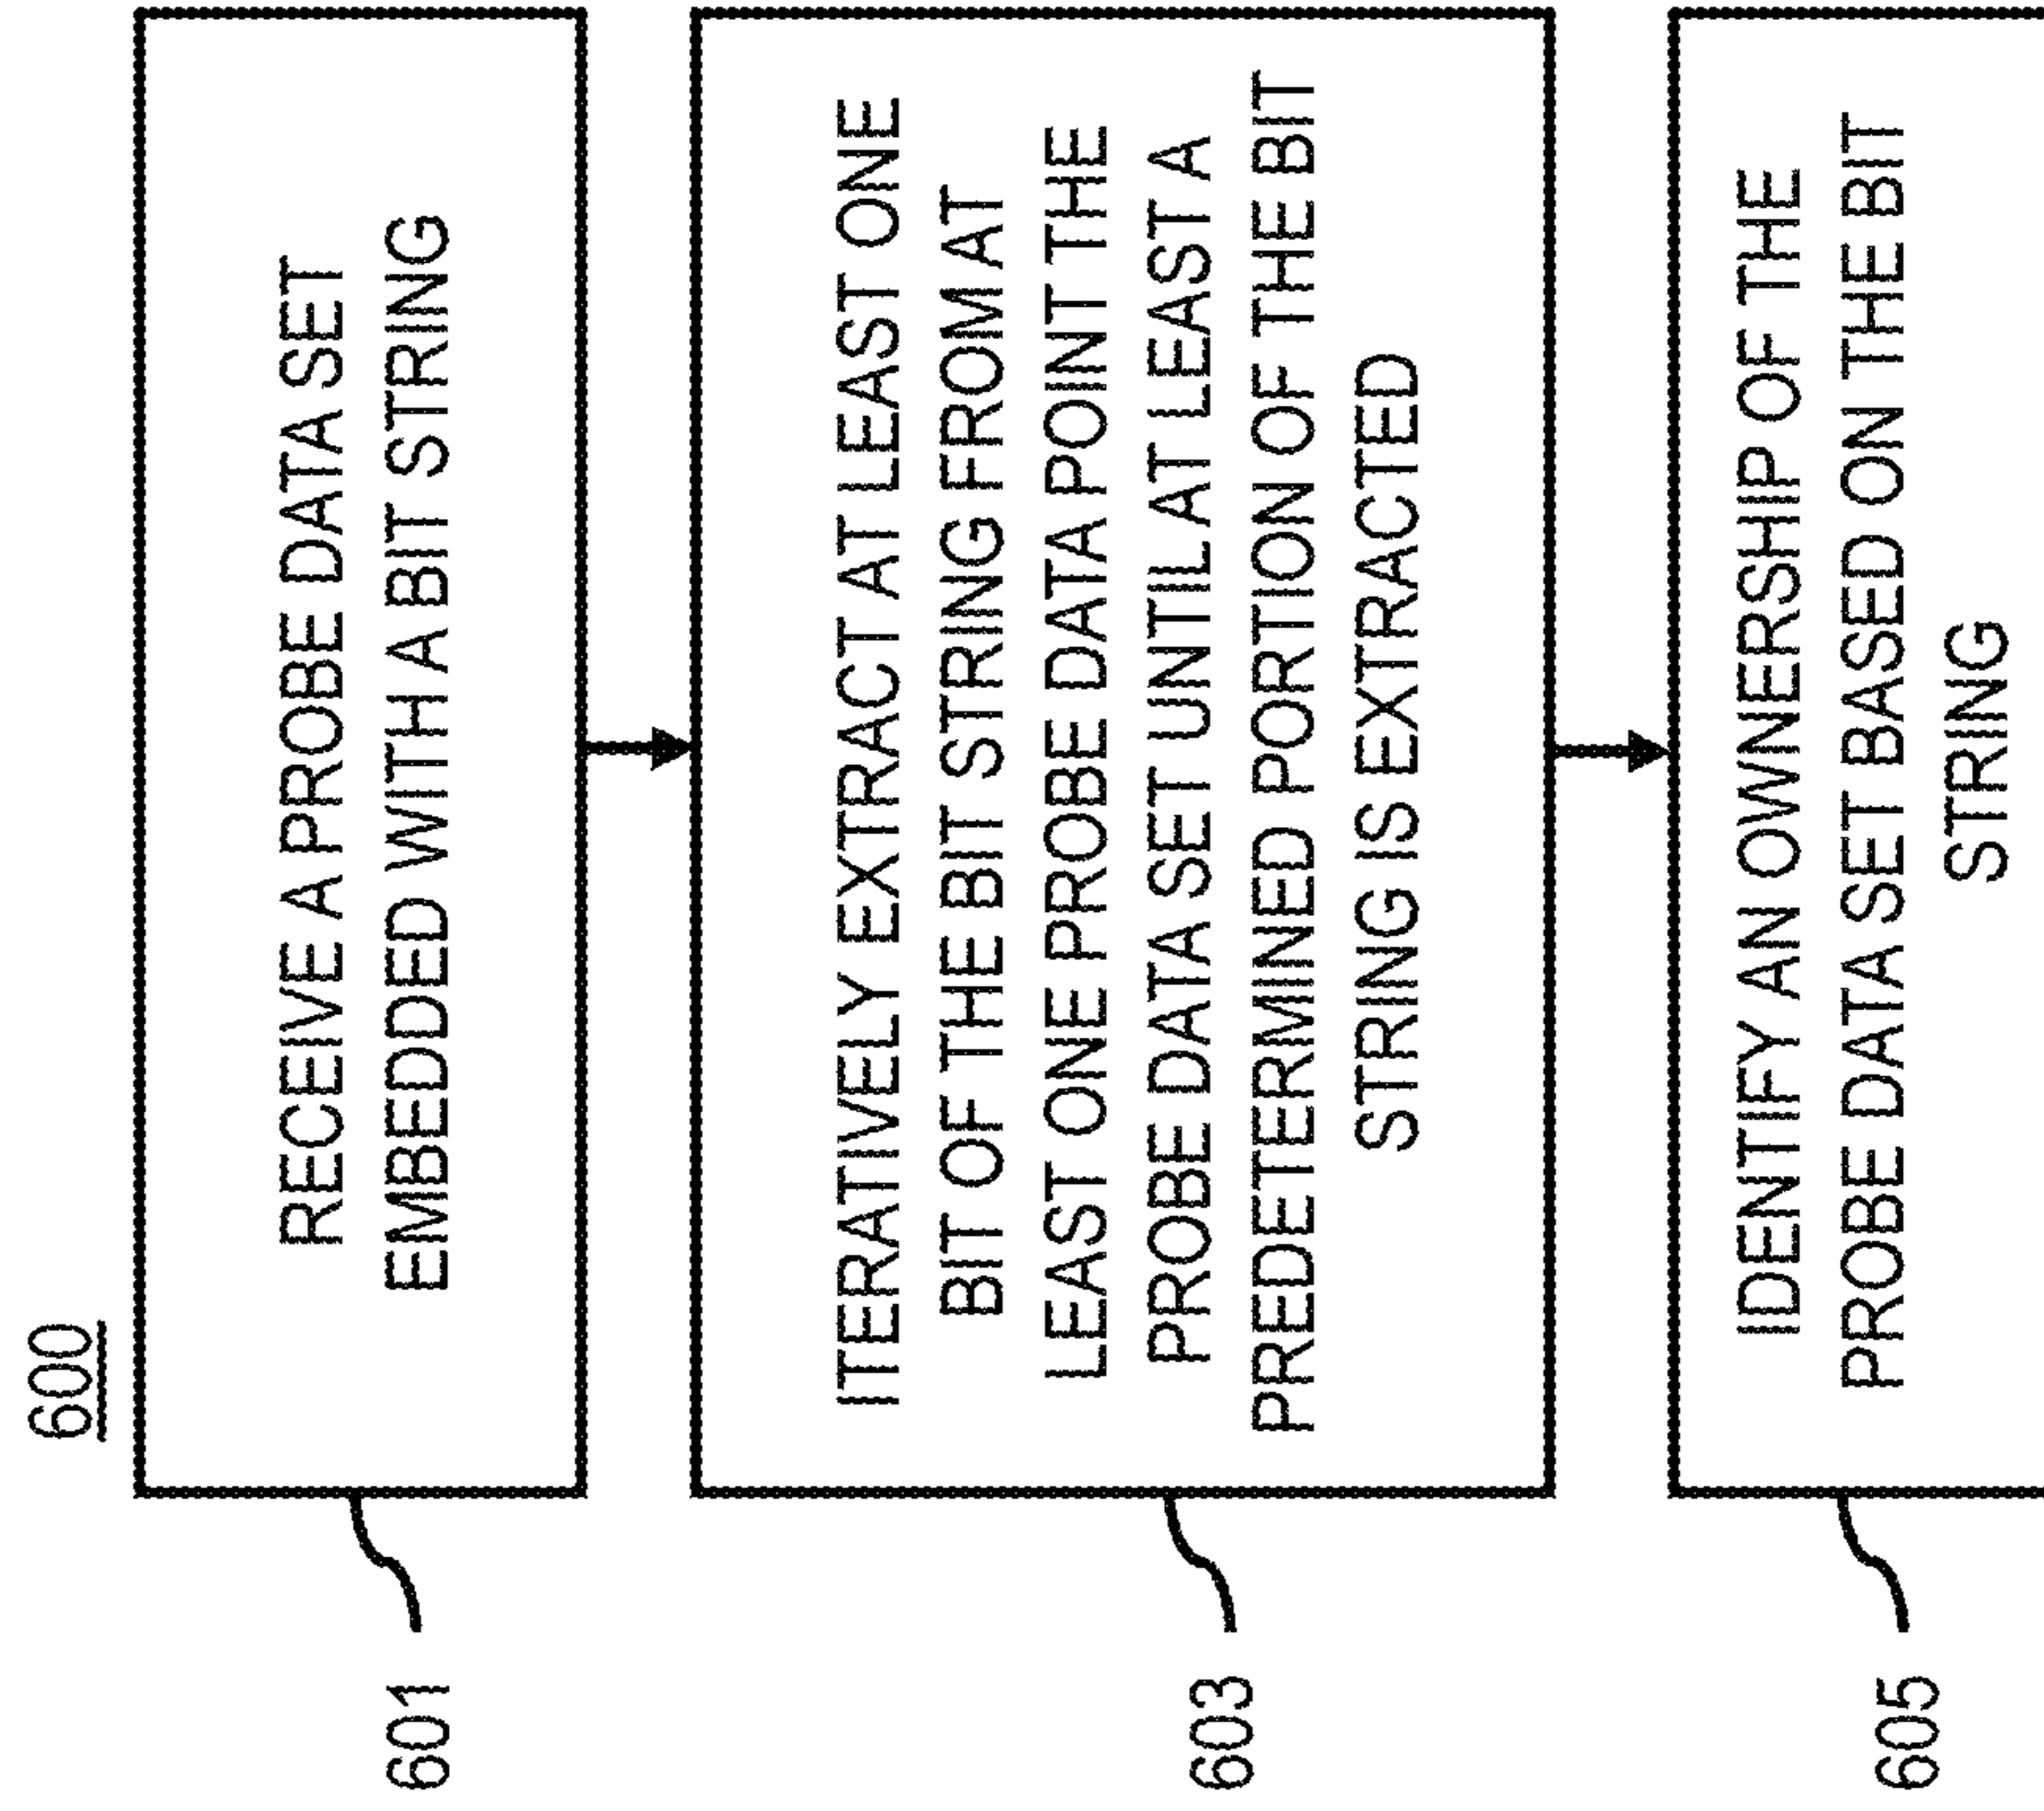 600
601
RECEIVE A PROBE DATA SET
EMBEDDED WITH A BIT STRING
603
ITERATIVELY EXTRACT AT LEAST ONE
BIT OF THE BIT STRING FROM AT
LEAST ONE PROBE DATA POINT THE
PROBE DATA SET UNTIL AT LEAST A
PREDETERMINED PORTION OF THE BIT
STRING IS EXTRACTED
605
IDENTIFY AN OWNERSHIP OF THE
PROBE DATA SET BASED ON THE BIT
STRING